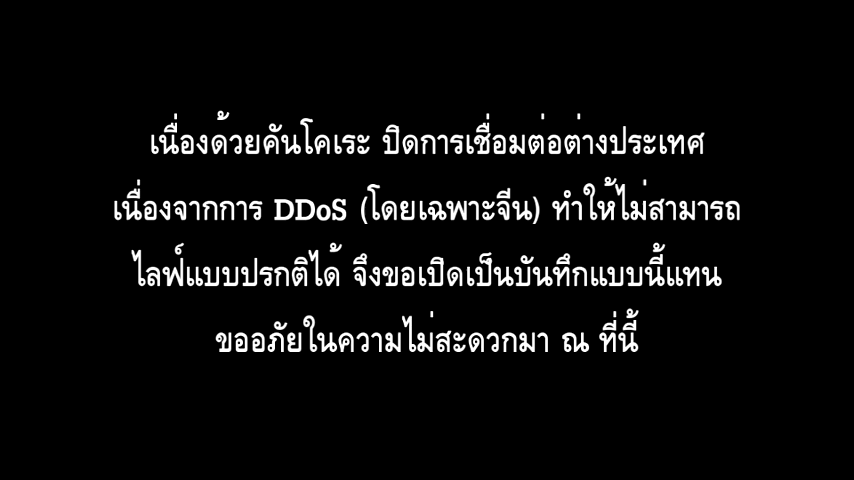 เนื่องด้วยคันโคเระ ปิดการเชื่อมต่อต่างประเทศ
เนื่องจากการ DDoS (โดยเฉพาะจีน) ทำให้ไม่สามารถ
ไลฟ์แบบปรกติได้ จึงขอเปิดเป็นบันทึกแบบนี้แทน
ขออภัยในความไม่สะดวกมา ณ ที่นี้